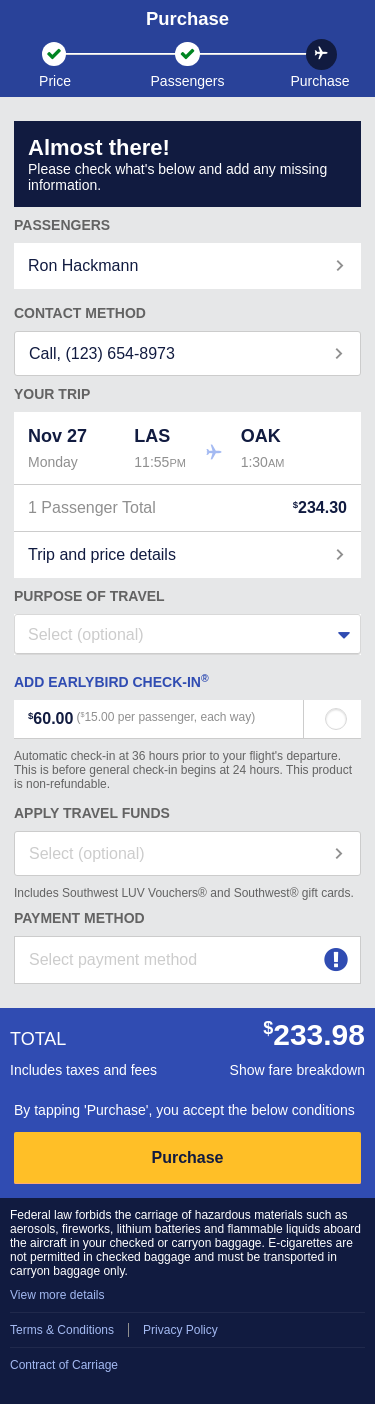 Purchase
Price
Passengers
Purchase
Almost there!
Please check what's below and add any missing
information.
PASSENGERS
Ron Hackmann
CONTACT METHOD
Call, (123) 654-8973
YOUR TRIP
Nov 27 LAS OAK
Monday 11:55PM 1:30AM
1 Passenger Total $234.30
Trip and price details
PURPOSE OF TRAVEL
Select (optional)
ADD EARLYBIRD CHECK-IN®
$60.00 ($15.00 per passenger, each way)
Automatic check-in at 36 hours prior to your flight's departure.
This is before general check-in begins at 24 hours. This product
is non-refundable.
APPLY TRAVEL FUNDS
Select (optional)
Includes Southwest LUV Vouchers® and Southwest® gift cards.
PAYMENT METHOD
Select payment method
TOTAL $233.98
Includes taxes and fees Show fare breakdown
By tapping 'Purchase', you accept the below conditions
Purchase
Federal law forbids the carriage of hazardous materials such as
aerosols, fireworks, lithium batteries and flammable liquids aboard
the aircraft in your checked or carryon baggage. E-cigarettes are
not permitted in checked baggage and must be transported in
carryon baggage only.
View more details
Terms & Conditions Privacy Policy
Contract of Carriage